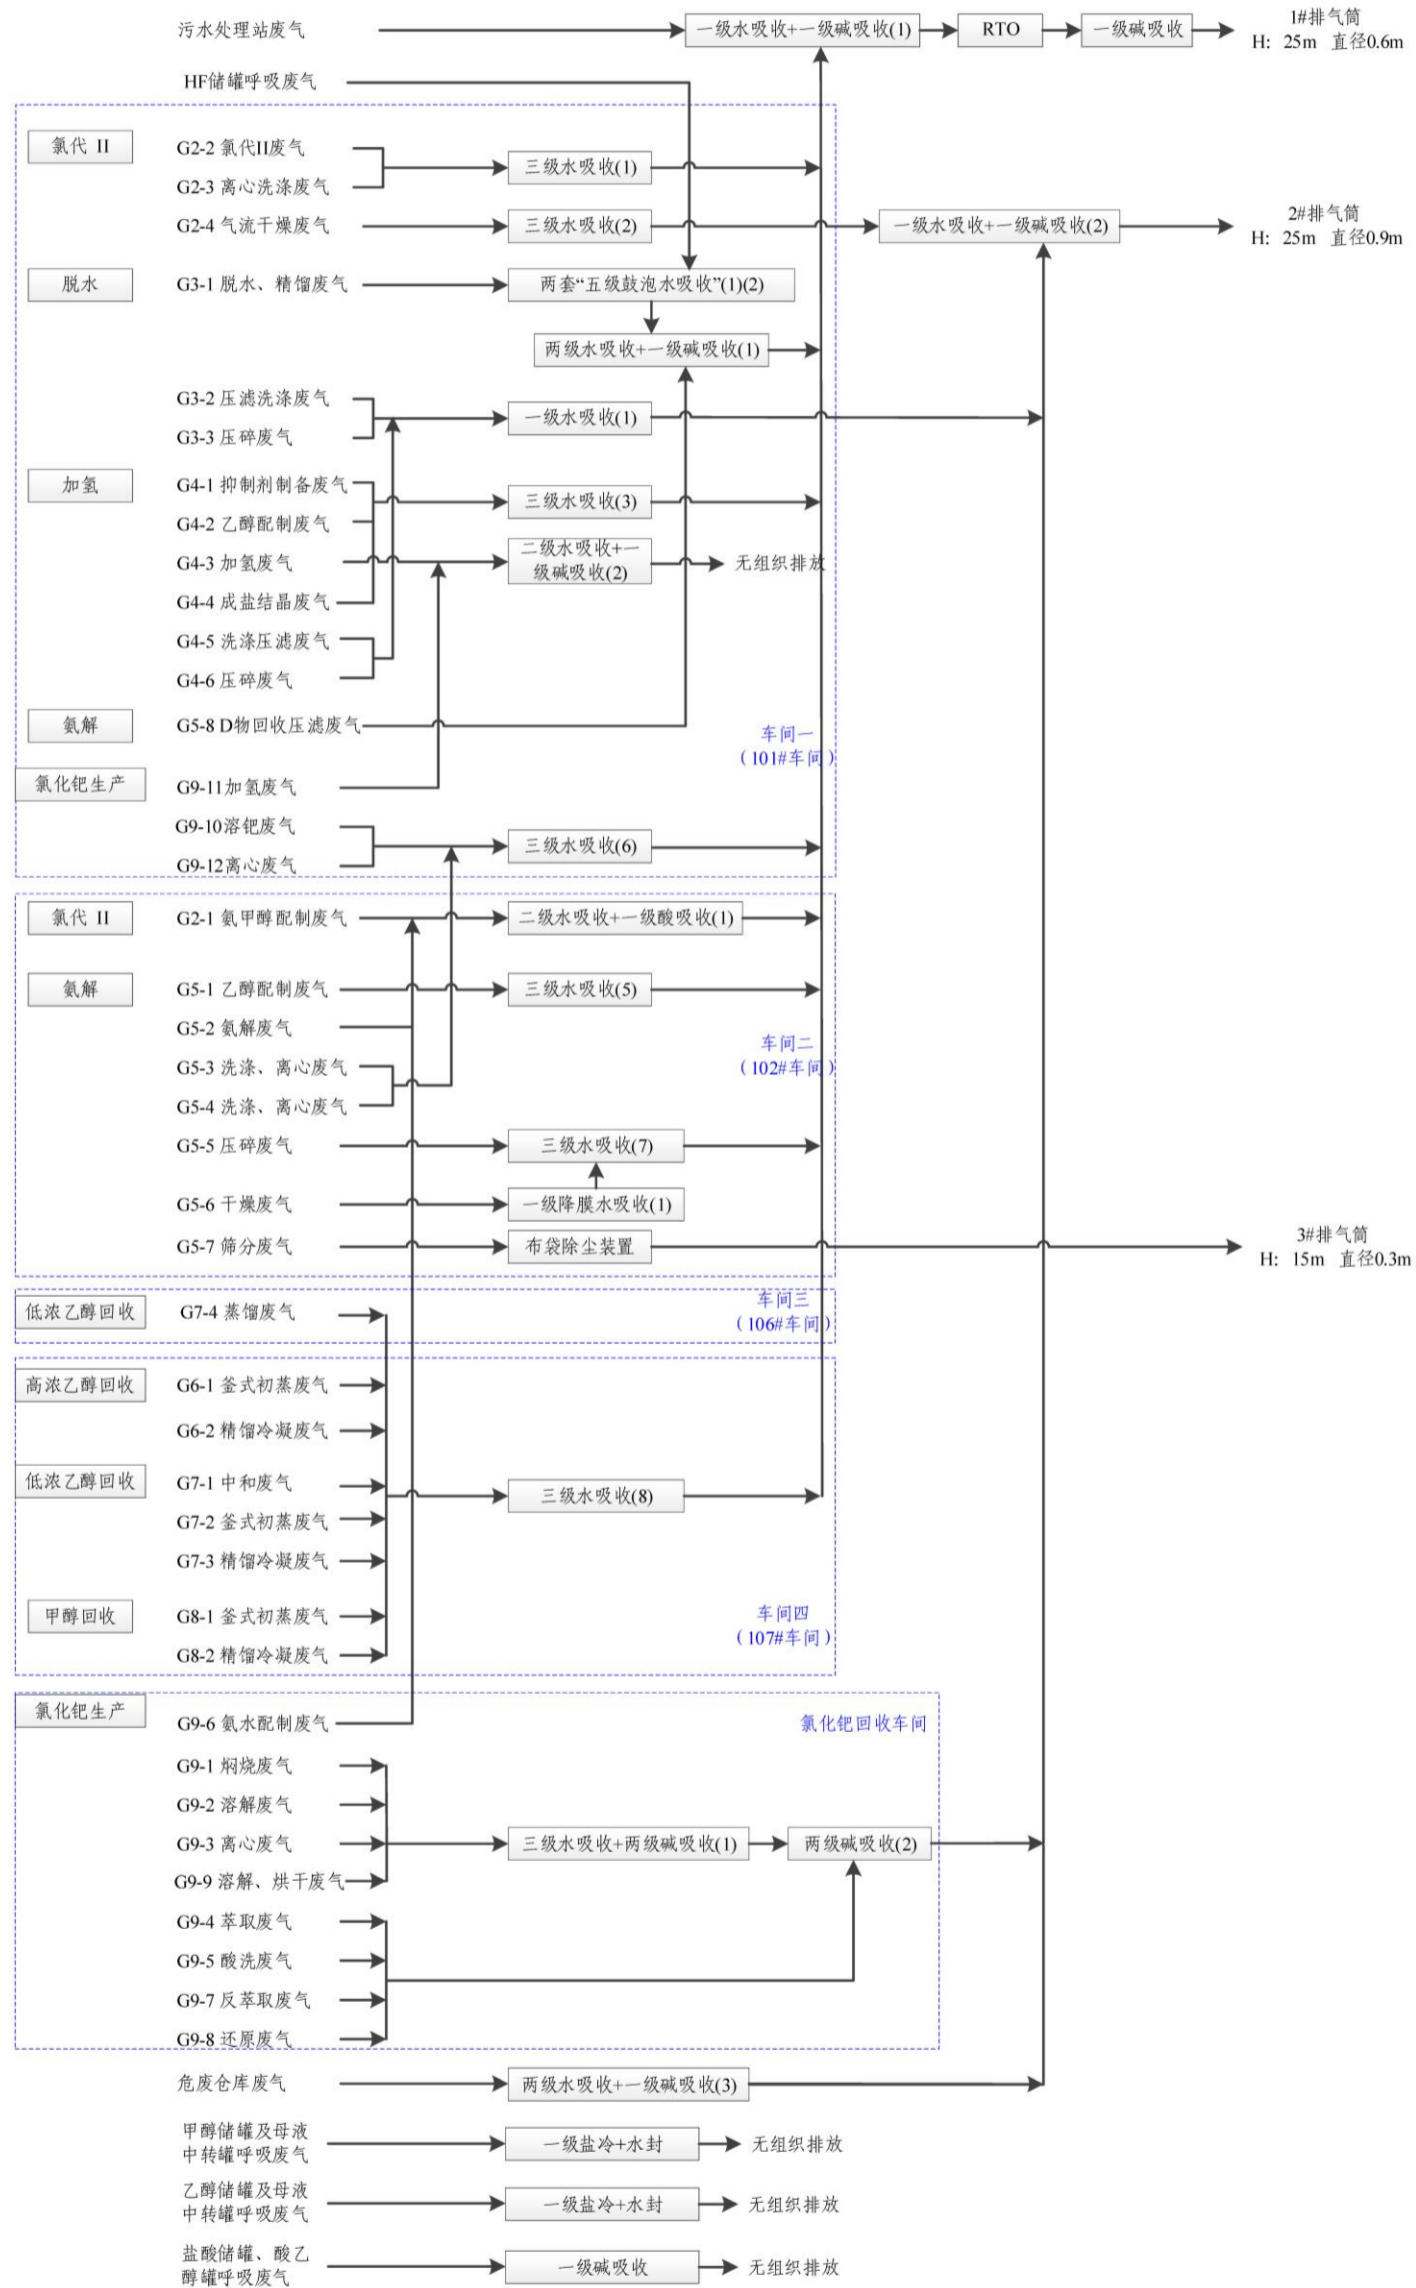 污水处理站废气
一级水吸收+一级碱吸收(1)
RTO
一级碱吸收
1#排气筒
H: 25m 直径0.6m
HF储罐呼吸废气
氯代 II
G2-2 氯代II废气
G2-3 离心洗涤废气
三级水吸收(1)
G2-4 气流干燥废气
三级水吸收(2)
一级水吸收+一级碱吸收(2)
2#排气筒
H: 25m 直径0.9m
脱水
G3-1 脱水、精馏废气
两套“五级鼓泡水吸收”(1)(2)
两级水吸收+一级碱吸收(1)
G3-2 压滤洗涤废气
G3-3 压碎废气
一级水吸收(1)
加氢
G4-1 抑制剂制备废气
G4-2 乙醇配制废气
三级水吸收(3)
G4-3 加氢废气
二级水吸收+一
级碱吸收(2)
无组织排放
G4-4 成盐结晶废气
G4-5 洗涤压滤废气
G4-6 压碎废气
氨解
G5-8 D物回收压滤废气
车间一
(101#车间)
氯化钯生产
G9-11加氢废气
G9-10溶钯废气
G9-12离心废气
三级水吸收(6)
氯代 II
G2-1 氨甲醇配制废气
二级水吸收+一级酸吸收(1)
氨解
G5-1 乙醇配制废气
三级水吸收(5)
G5-2 氨解废气
车间二
(102#车间)
G5-3 洗涤、离心废气
G5-4 洗涤、离心废气
G5-5 压碎废气
三级水吸收(7)
G5-6 干燥废气
一级降膜水吸收(1)
G5-7 筛分废气
布袋除尘装置
3#排气筒
H: 15m 直径0.3m
低浓乙醇回收
G7-4 蒸馏废气
车间三
(106#车间)
高浓乙醇回收
G6-1 釜式初蒸废气
G6-2 精馏冷凝废气
低浓乙醇回收
G7-1 中和废气
三级水吸收(8)
G7-2 釜式初蒸废气
G7-3 精馏冷凝废气
甲醇回收
G8-1 釜式初蒸废气
G8-2 精馏冷凝废气
车间四
(107#车间)
氯化钯生产
G9-6 氨水配制废气
氯化钯回收车间
G9-1 焖烧废气
G9-2 溶解废气
G9-3 离心废气
三级水吸收+两级碱吸收(1)
两级碱吸收(2)
G9-9 溶解、烘干废气
G9-4 萃取废气
G9-5 酸洗废气
G9-7 反萃取废气
G9-8 还原废气
危废仓库废气
两级水吸收+一级碱吸收(3)
甲醇储罐及母液
中转罐呼吸废气
一级盐冷+水封
无组织排放
乙醇储罐及母液
中转罐呼吸废气
一级盐冷+水封
无组织排放
盐酸储罐、酸乙
醇罐呼吸废气
一级碱吸收
无组织排放